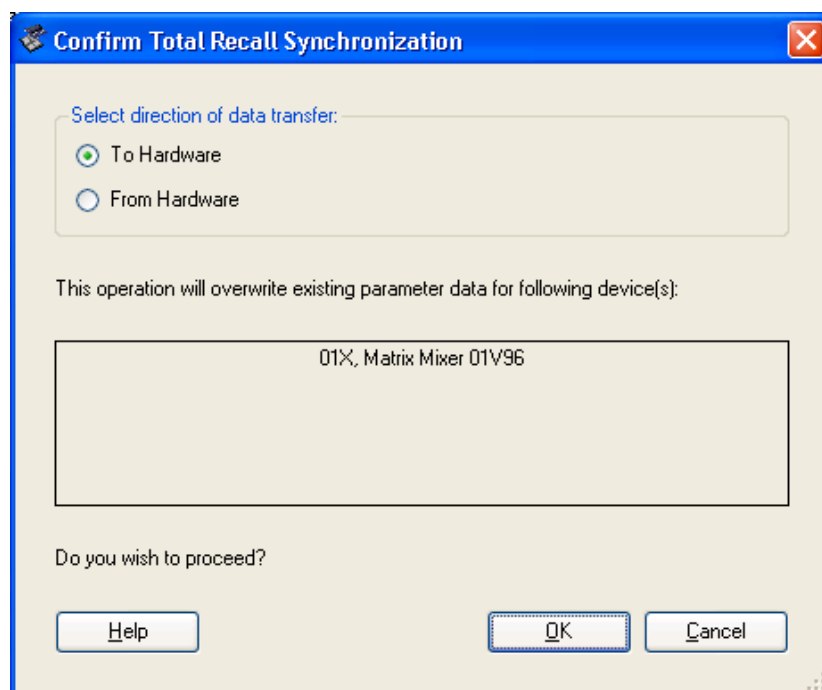 Confirm Total Recall Synchronization
Select direction of data transfer:
To Hardware
From Hardware
This operation will overwrite existing parameter data for following device(s):
01X, Matrix Mixer 01V96
Do you wish to proceed?
Help
OK
Cancel